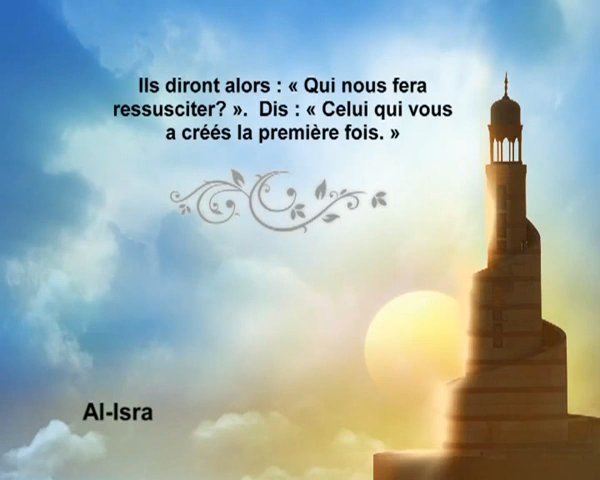 Ils diront alors : « Qui nous fera
ressusciter? ».  Dis : « Celui qui vous
a créés la première fois. »
Al-Isra